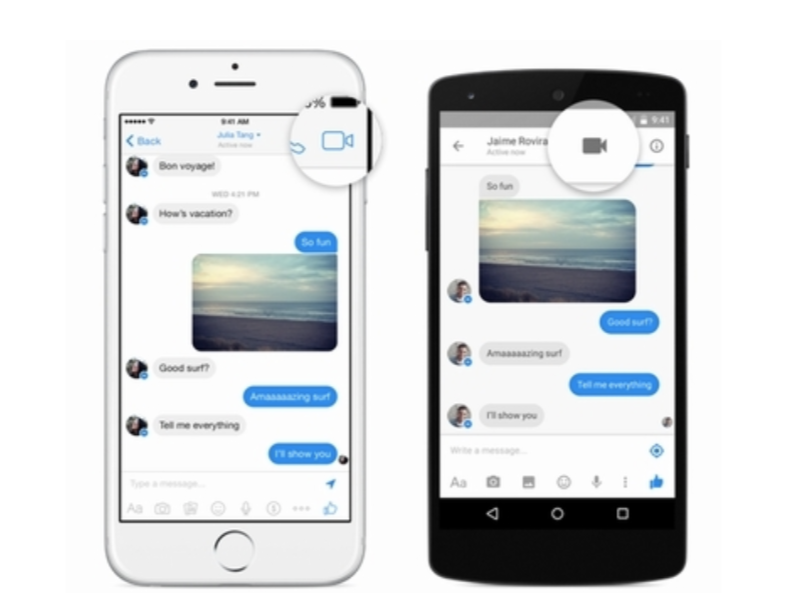 9:41 AM
%
Back
Julia Tang
Active now
Bon voyage!
WED 4:21 PM
How's vacation?
So fun
Good surf?
Amaaaaazing surf
Tell me everything
I'll show you
Type a message...
Aa
9:41
Jaime Rovira
Active now
So fun
Good surf?
Amaaaaazing surf
Tell me everything
I'll show you
Write a message...
Aa